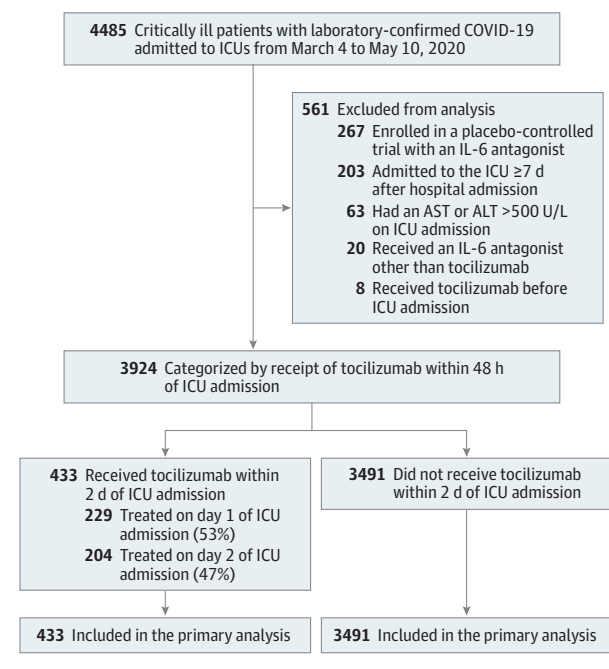 4485 Critically ill patients with laboratory-confirmed COVID-19
admitted to ICUs from March 4 to May 10, 2020
561 Excluded from analysis
267 Enrolled in a placebo-controlled
trial with an IL-6 antagonist
203 Admitted to the ICU ≥7 d
after hospital admission
63 Had an AST or ALT >500 U/L
on ICU admission
20 Received an IL-6 antagonist
other than tocilizumab
8 Received tocilizumab before
ICU admission
3924 Categorized by receipt of tocilizumab within 48 h
of ICU admission
433 Received tocilizumab within
2 d of ICU admission
229 Treated on day 1 of ICU
admission (53%)
204 Treated on day 2 of ICU
admission (47%)
3491 Did not receive tocilizumab
within 2 d of ICU admission
433 Included in the primary analysis
3491 Included in the primary analysis